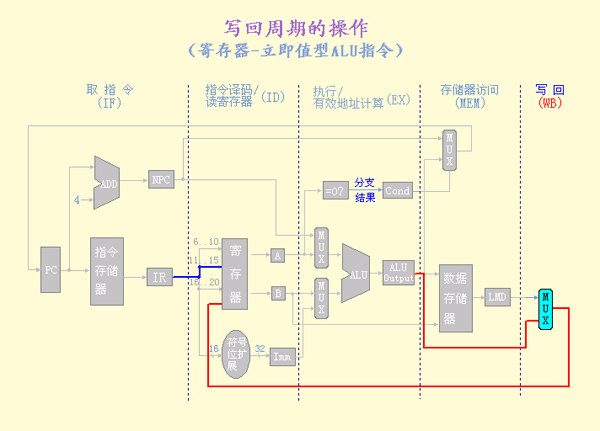 写回周期的操作
（寄存器-立即值型ALU指令）
取 指 令
(IF)
指令译码/
读寄存器
(ID)
执行/
有效地址计算
(EX)
存储器访问
(MEM)
写 回
(WB)
MUX
ADD
NPC
4
=0?
分支
结果
Cond
PC
指令
存储
器
IR
6..10
11..15
16..20
寄
存
器
A
B
MUX
MUX
ALU
ALU
Output
数据
存储
器
LMD
MUX
16
符号
位扩
展
32
Imm